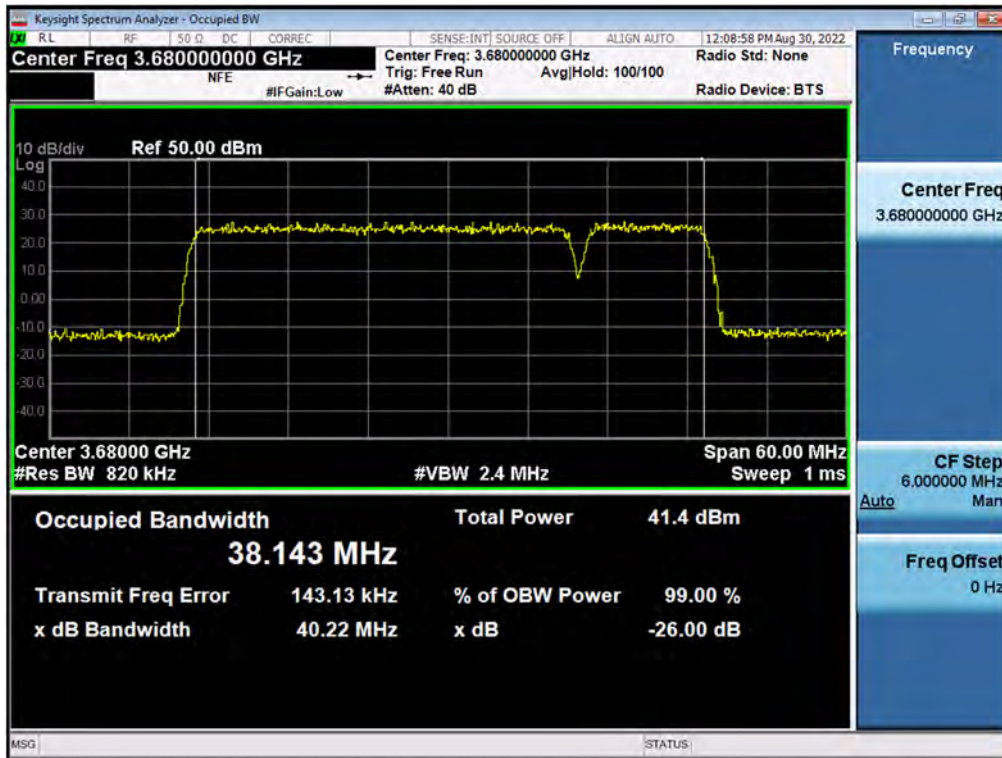 Keysight Spectrum Analyzer - Occupied BW
LXI RL RF 50 Ω DC CORREC SENSE:INT SOURCE OFF ALIGN AUTO 12:08:58 PM Aug 30, 2022
Center Freq 3.680000000 GHz
NFE
#IFGain:Low
Center Freq: 3.680000000 GHz
Trig: Free Run Avg|Hold: 100/100
#Atten: 40 dB
Radio Std: None
Radio Device: BTS
10 dB/div Ref 50.00 dBm
Log
40.0
30.0
20.0
10.0
0.00
-10.0
-20.0
-30.0
-40.0
Center 3.68000 GHz Span 60.00 MHz
#Res BW 820 kHz #VBW 2.4 MHz Sweep 1 ms
Occupied Bandwidth Total Power 41.4 dBm
38.143 MHz
Transmit Freq Error 143.13 kHz % of OBW Power 99.00 %
x dB Bandwidth 40.22 MHz x dB -26.00 dB
MSG STATUS
Frequency
Center Freq
3.680000000 GHz
CF Step
6.000000 MHz
Auto Man
Freq Offset
0 Hz